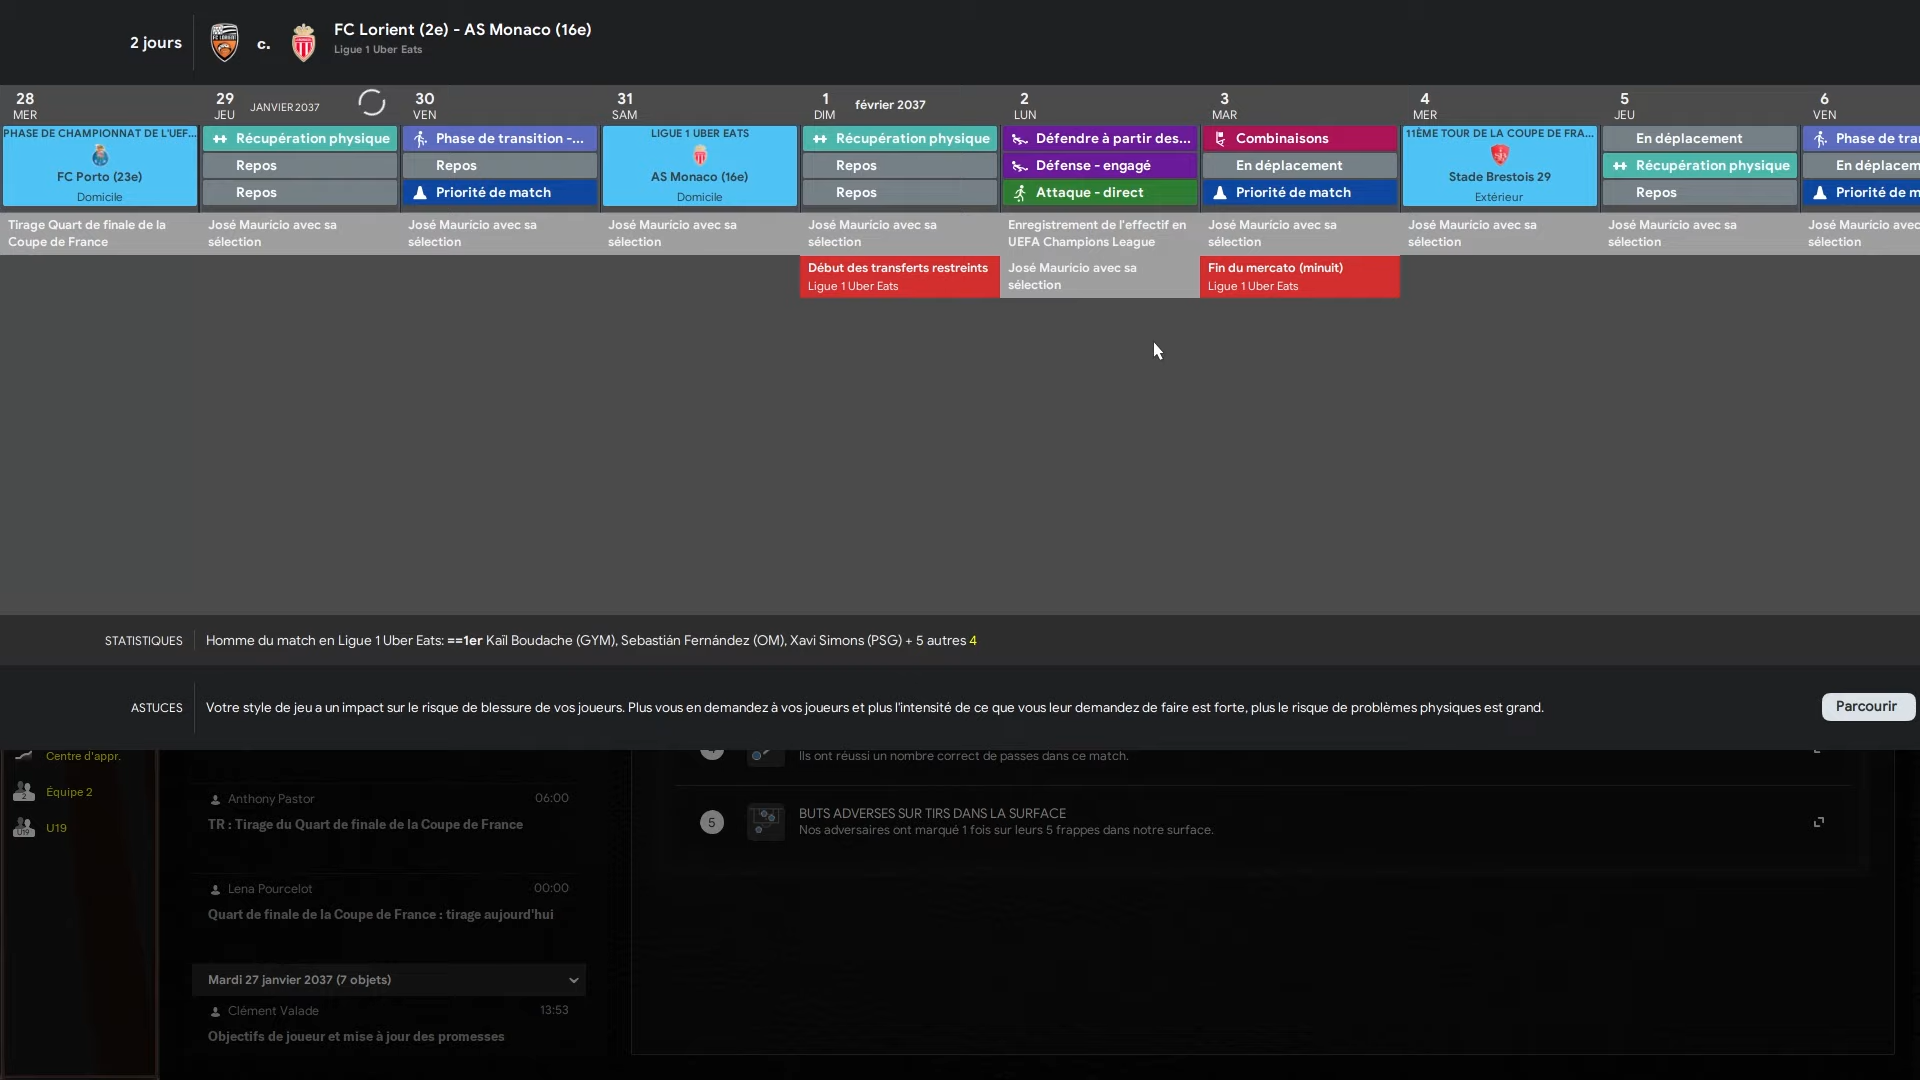 2 jours
c.
FC Lorient (2e) - AS Monaco (16e)
Ligue 1 Uber Eats
28
MER
29
JEU
JANVIER 2037
30
VEN
31
SAM
1
DIM
février 2037
2
LUN
3
MAR
4
MER
5
JEU
6
VEN
PHASE DE CHAMPIONNAT DE L'UEF...
FC Porto (23e)
Domicile
Récupération physique
Repos
Repos
Phase de transition -...
Repos
Priorité de match
LIGUE 1 UBER EATS
AS Monaco (16e)
Domicile
Récupération physique
Repos
Repos
Défendre à partir des...
Défense - engagé
Attaque - direct
Combinaisons
En déplacement
Priorité de match
11ÈME TOUR DE LA COUPE DE FRA...
Stade Brestois 29
Extérieur
En déplacement
Récupération physique
Repos
Phase de tran
En déplacem
Priorité de m
Tirage Quart de finale de la
Coupe de France
José Maurício avec sa
sélection
José Maurício avec sa
sélection
José Maurício avec sa
sélection
José Maurício avec sa
sélection
Début des transferts restreints
Ligue 1 Uber Eats
Enregistrement de l'effectif en
UEFA Champions League
José Maurício avec sa
sélection
José Maurício avec sa
sélection
Fin du mercato (minuit)
Ligue 1 Uber Eats
José Maurício avec sa
sélection
José Maurício avec sa
sélection
José Maurício avec
sélection
STATISTIQUES
Homme du match en Ligue 1 Uber Eats: ==1er Kaïl Boudache (GYM), Sebastián Fernández (OM), Xavi Simons (PSG) + 5 autres 4
ASTUCES
Votre style de jeu a un impact sur le risque de blessure de vos joueurs. Plus vous en demandez à vos joueurs et plus l'intensité de ce que vous leur demandez de faire est forte, plus le risque de problèmes physiques est grand.
Parcourir
Centre d'appr.
Équipe 2
U19
Anthony Pastor
06:00
TR : Tirage du Quart de finale de la Coupe de France
Lena Pourcelot
00:00
Quart de finale de la Coupe de France : tirage aujourd'hui
Mardi 27 janvier 2037 (7 objets)
Clément Valade
13:53
Objectifs de joueur et mise à jour des promesses
Ils ont réussi un nombre correct de passes dans ce match.
5
BUTS ADVERSES SUR TIRS DANS LA SURFACE
Nos adversaires ont marqué 1 fois sur leurs 5 frappes dans notre surface.